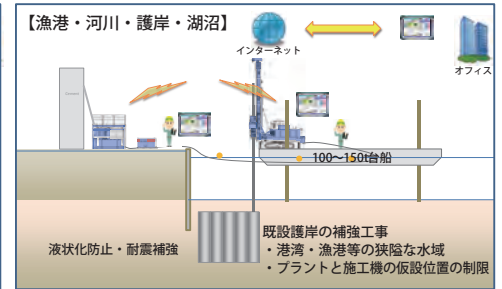 【漁港・河川・護岸・湖沼】
インターネット
オフィス
100～150t台船
液状化防止・耐震補強
既設護岸の補強工事
・港湾・漁港等の狭隘な水域
・プラントと施工機の仮設位置の制限